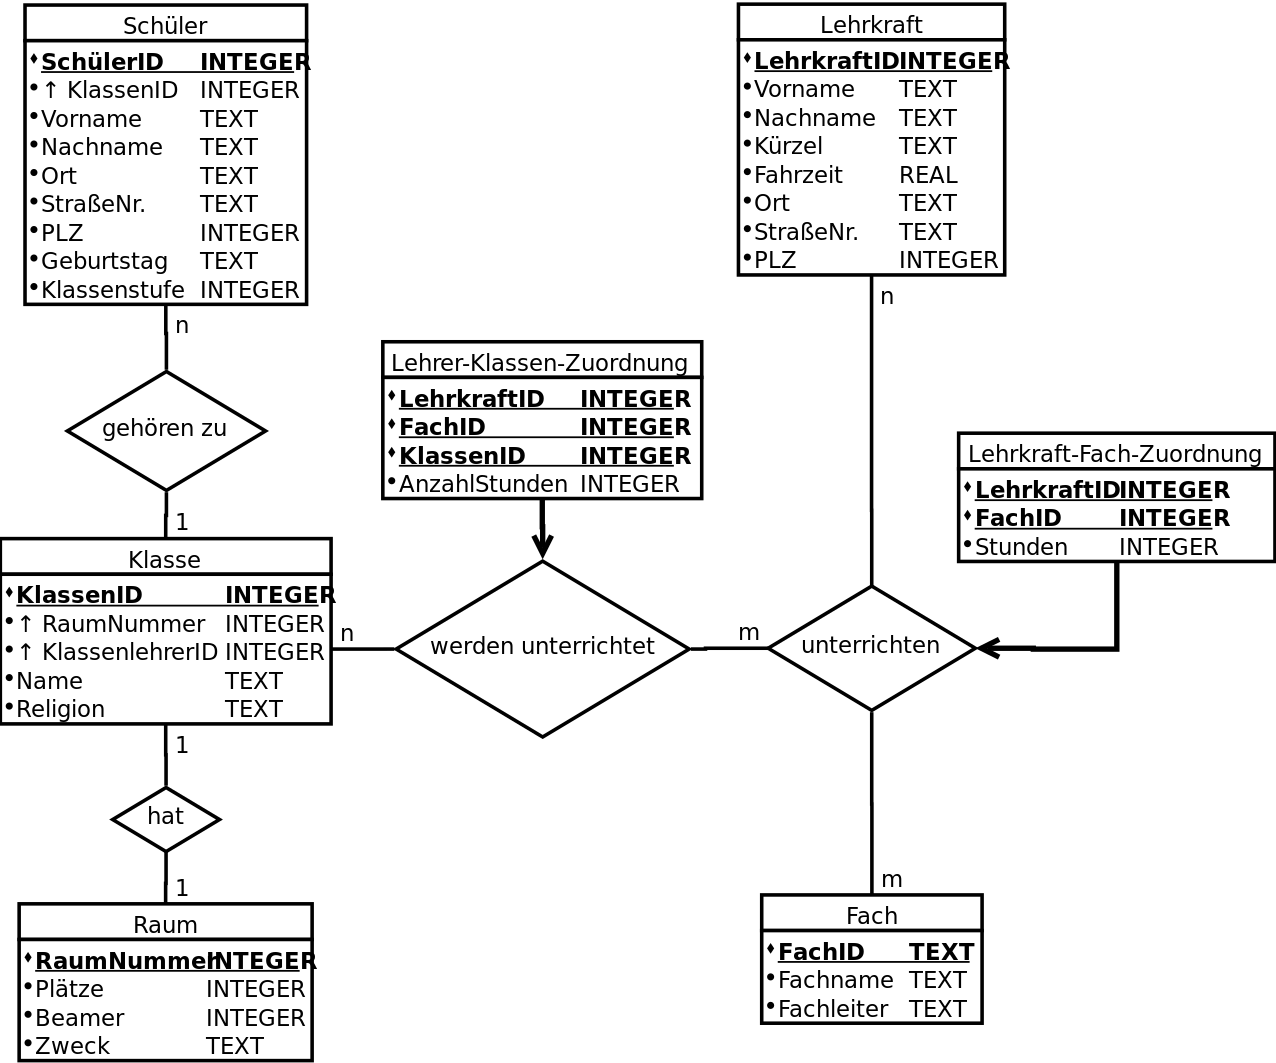 Schüler
SchülerID INTEGER
↑ KlassenID INTEGER
Vorname TEXT
Nachname TEXT
Ort TEXT
StraßeNr. TEXT
PLZ INTEGER
Geburtstag TEXT
Klassenstufe INTEGER
n
gehören zu
1
Klasse
KlassenID INTEGER
↑ RaumNummer INTEGER
↑ KlassenlehrerID INTEGER
Name TEXT
Religion TEXT
1
hat
1
Raum
RaumNummer INTEGER
Plätze INTEGER
Beamer INTEGER
Zweck TEXT
Lehrer-Klassen-Zuordnung
LehrkraftID INTEGER
FachID INTEGER
KlassenID INTEGER
AnzahlStunden INTEGER
n
werden unterrichtet
m
Lehrkraft
LehrkraftID INTEGER
Vorname TEXT
Nachname TEXT
Kürzel TEXT
Fahrzeit REAL
Ort TEXT
StraßeNr. TEXT
PLZ INTEGER
n
unterrichten
m
Lehrkraft-Fach-Zuordnung
LehrkraftID INTEGER
FachID INTEGER
Stunden INTEGER
Fach
FachID TEXT
Fachname TEXT
Fachleiter TEXT